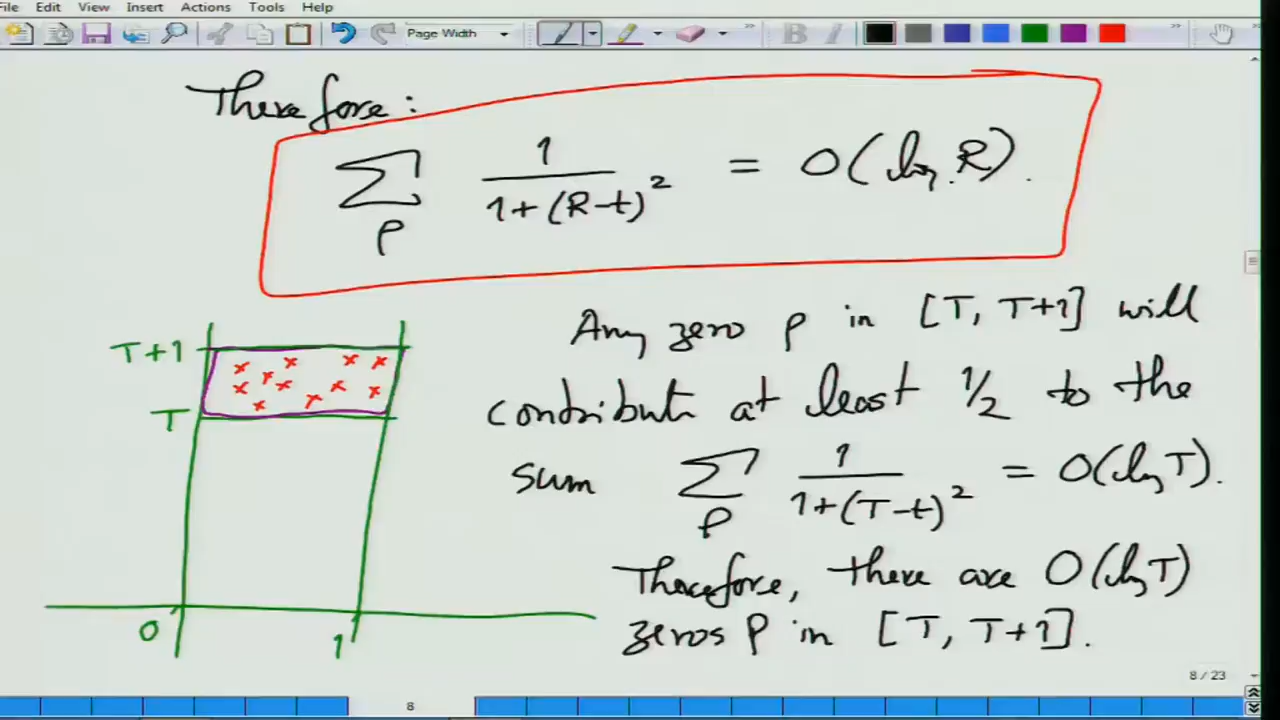 File Edit View Insert Actions Tools Help
Page Width
Therefore:
∑_ρ 1/(1+(R-t)²) = O(log R).
T+1
T
0
1
Any zero ρ in [T, T+1] will
contribute at least 1/2 to the
sum ∑_ρ 1/(1+(T-t)²) = O(log T).
Therefore, there are O(log T)
zeros ρ in [T, T+1].
8/23
8